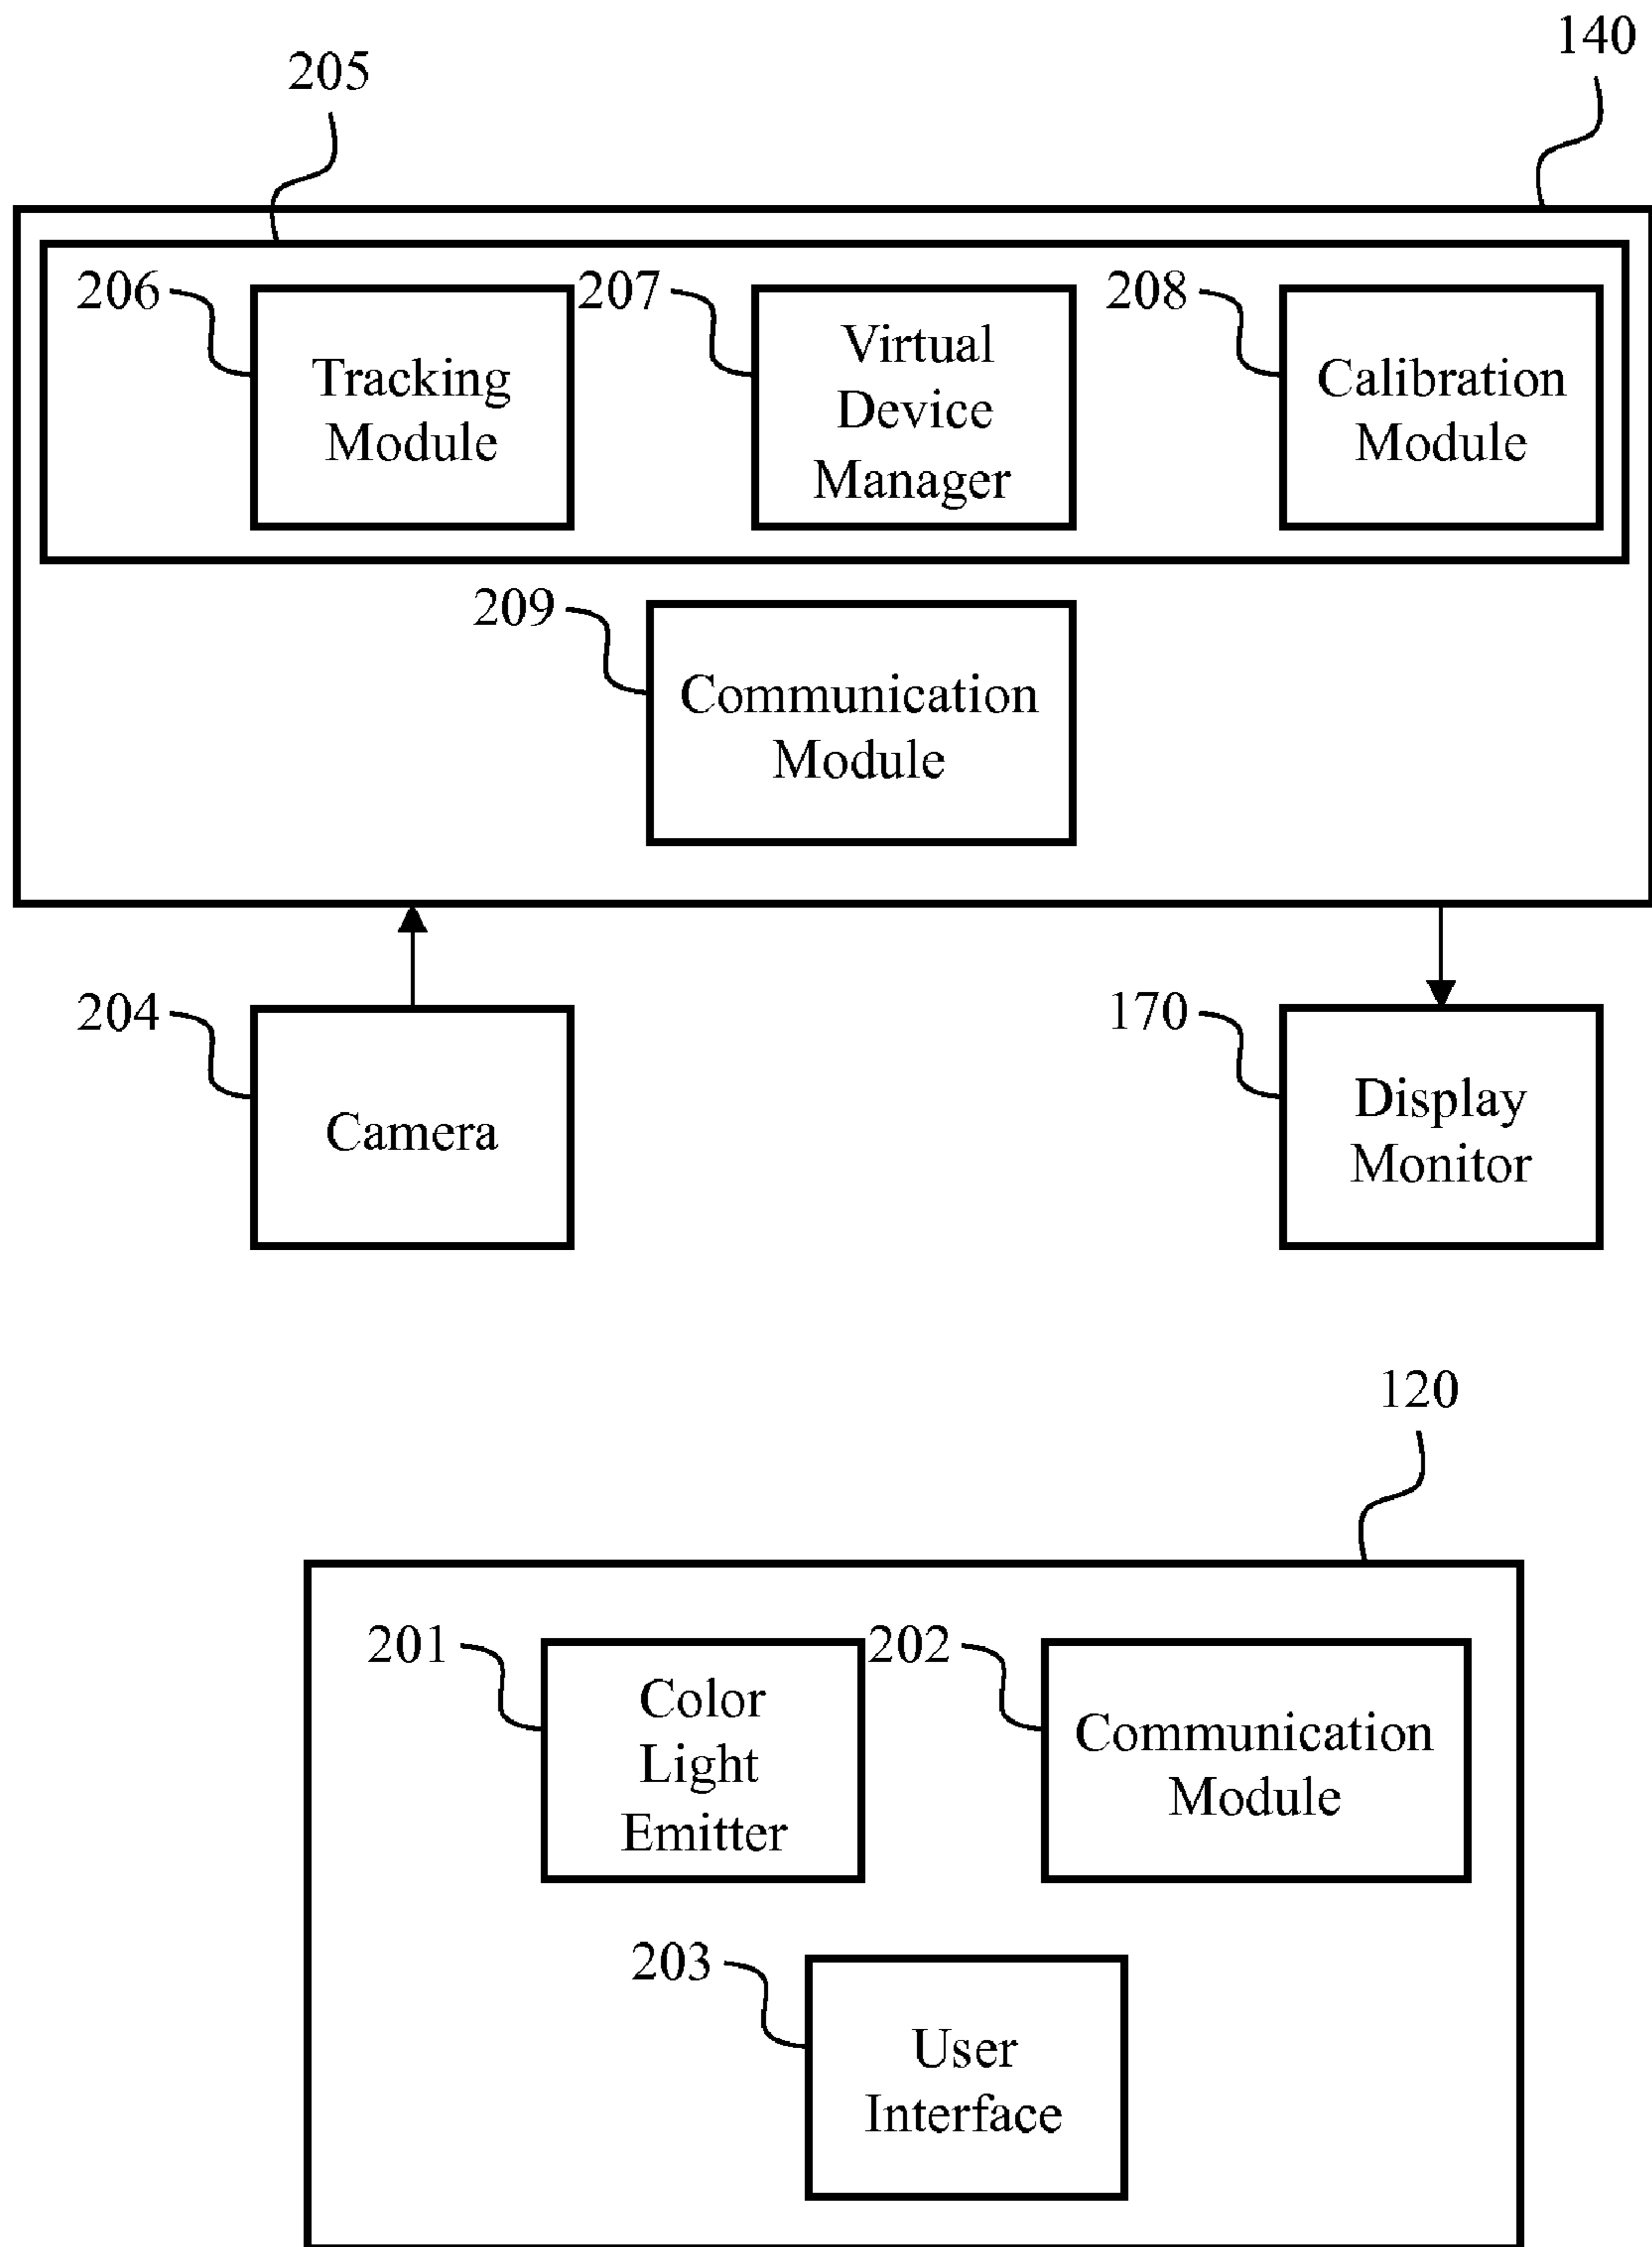 140
205
206
207
208
Tracking
Module
Virtual
Device
Manager
Calibration
Module
209
Communication
Module
204
170
Camera
Display
Monitor
120
201
202
Color
Light
Emitter
Communication
Module
203
User
Interface